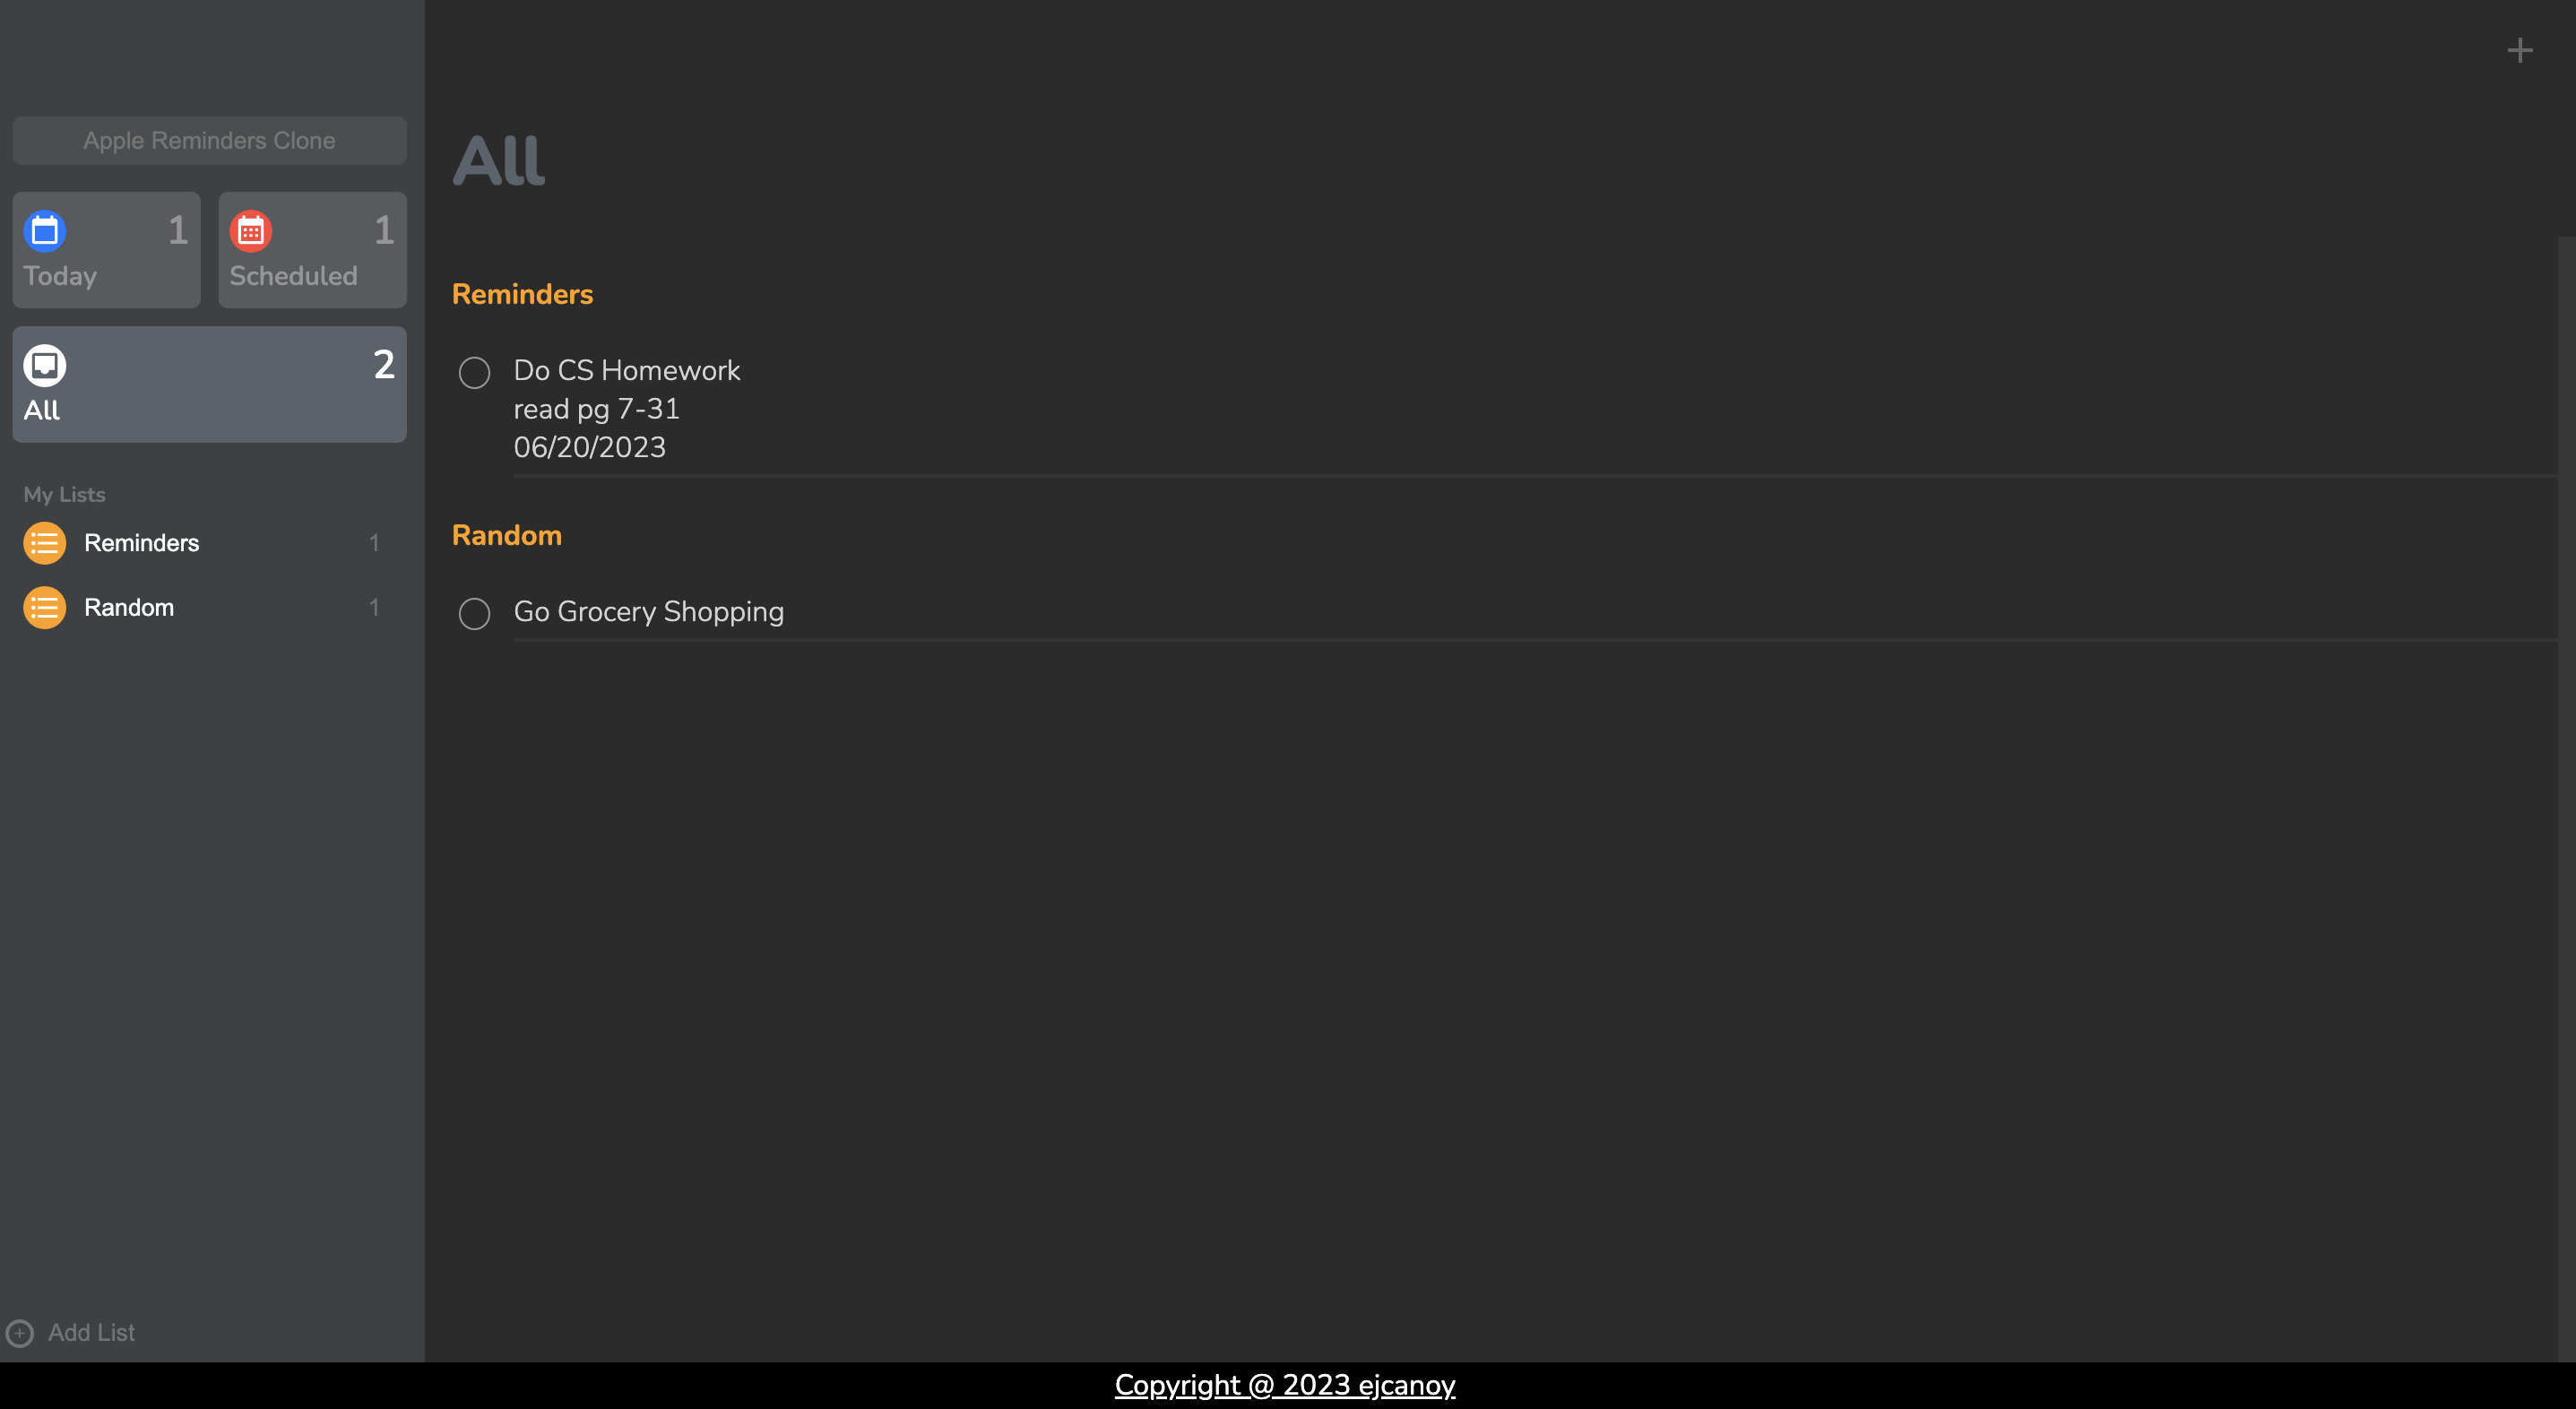 Apple Reminders Clone
1
Today
1
Scheduled
2
All
My Lists
Reminders 1
Random 1
Add List
All
Reminders
Do CS Homework
read pg 7-31
06/20/2023
Random
Go Grocery Shopping
Copyright @ 2023 ejcanoy